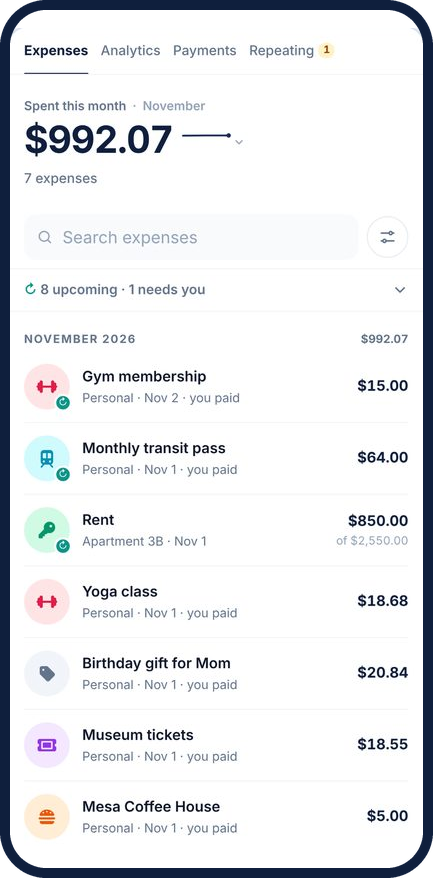 Expenses Analytics Payments Repeating 1
Spent this month · November
$992.07
7 expenses
Search expenses
8 upcoming · 1 needs you
NOVEMBER 2026 $992.07
Gym membership $15.00
Personal · Nov 2 · you paid
Monthly transit pass $64.00
Personal · Nov 1 · you paid
Rent $850.00
Apartment 3B · Nov 1 of $2,550.00
Yoga class $18.68
Personal · Nov 1 · you paid
Birthday gift for Mom $20.84
Personal · Nov 1 · you paid
Museum tickets $18.55
Personal · Nov 1 · you paid
Mesa Coffee House $5.00
Personal · Nov 1 · you paid